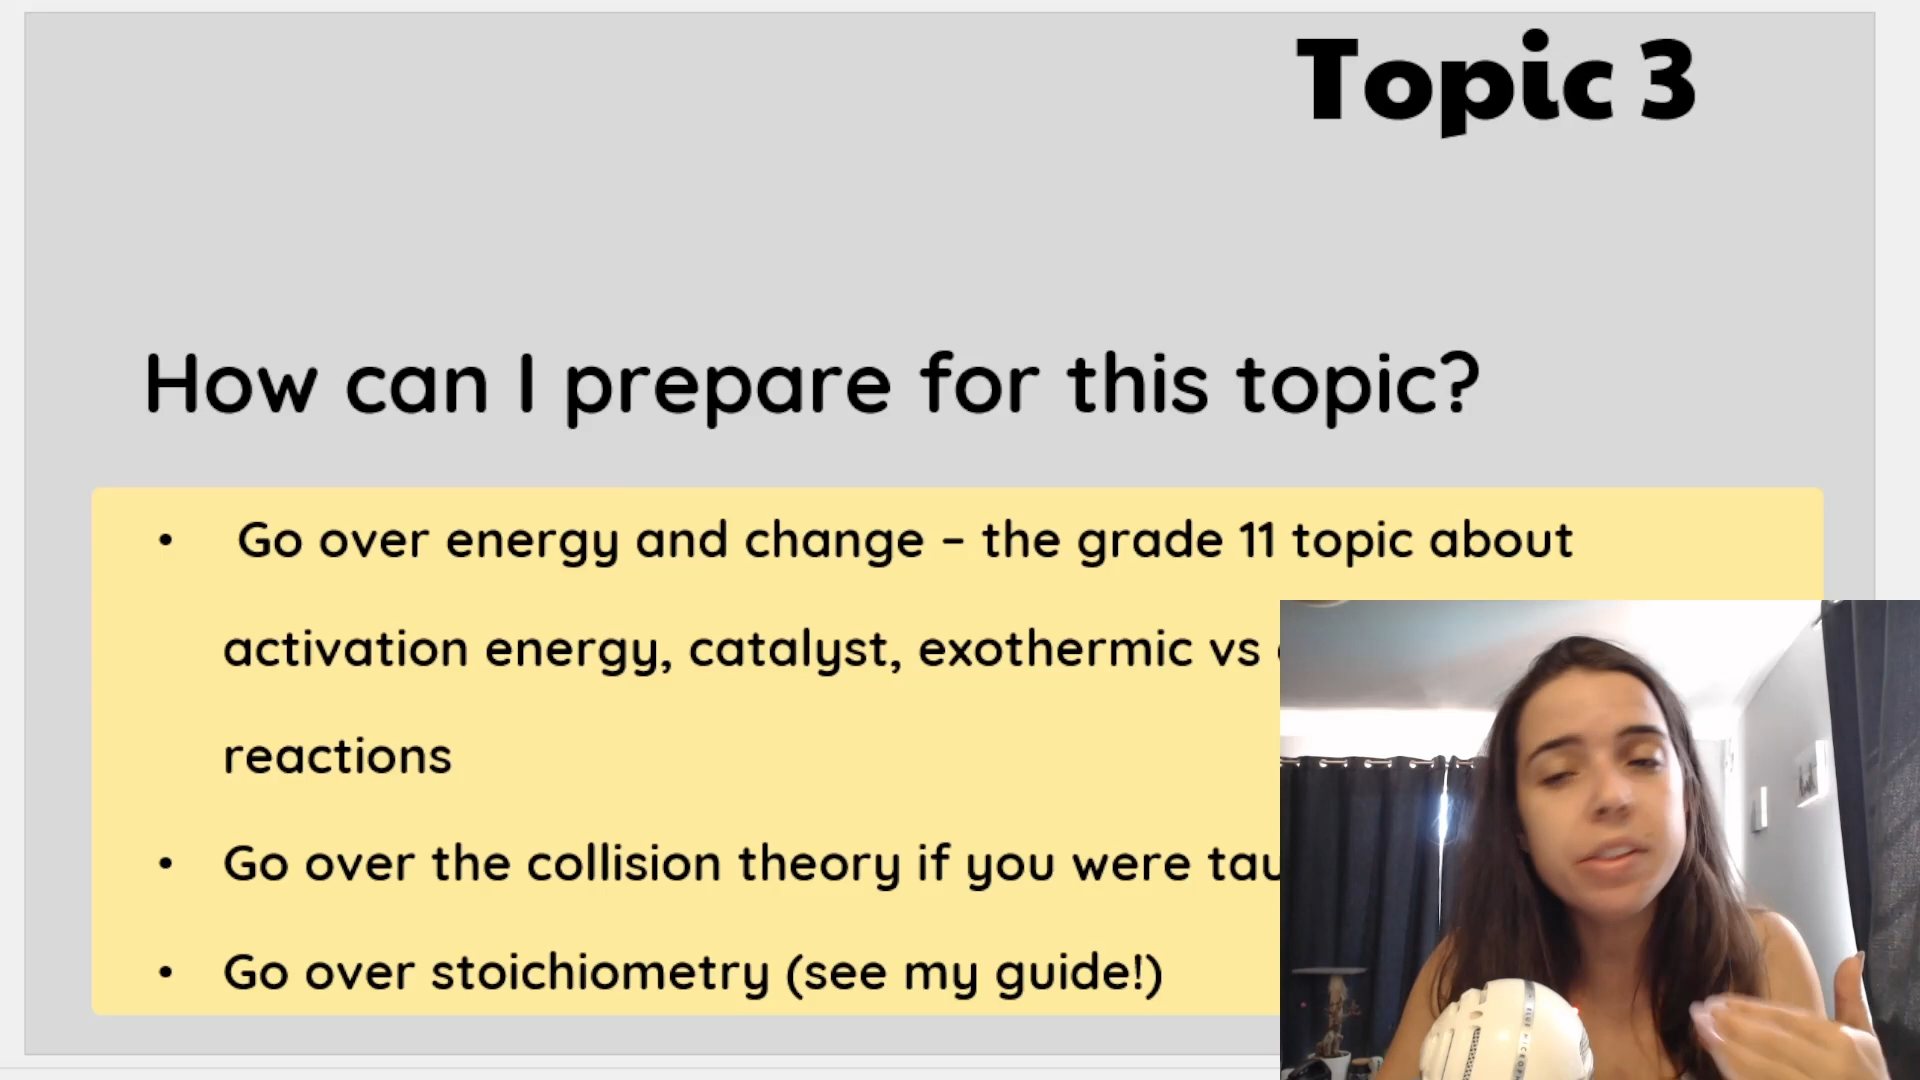 Topic 3
How can I prepare for this topic?
• Go over energy and change – the grade 11 topic about
activation energy, catalyst, exothermic vs
reactions
• Go over the collision theory if you were
• Go over stoichiometry (see my guide!)